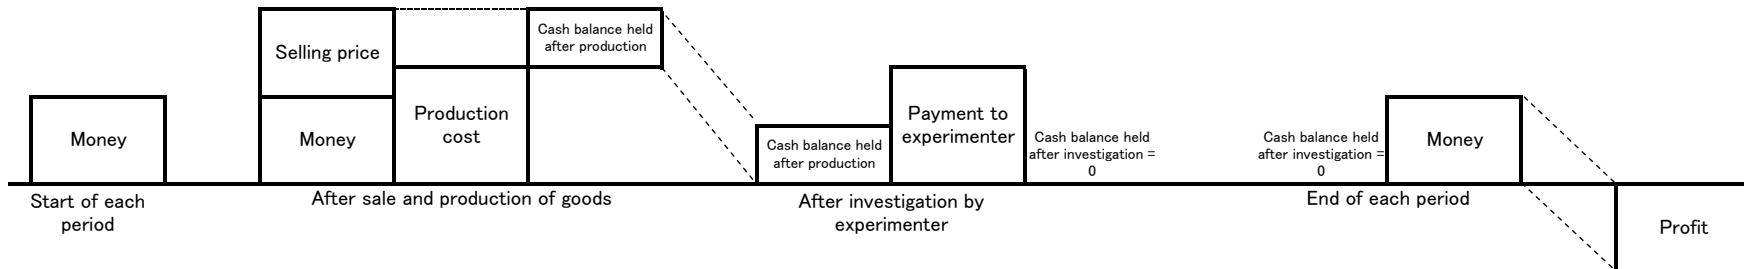 Money
Start of each
period
Selling price
Money
Production
cost
Cash balance held
after production
After sale and production of goods
Cash balance held
after production
Payment to
experimenter
Cash balance held
after investigation =
0
After investigation by
experimenter
Cash balance held
after investigation =
0
Money
End of each period
Profit